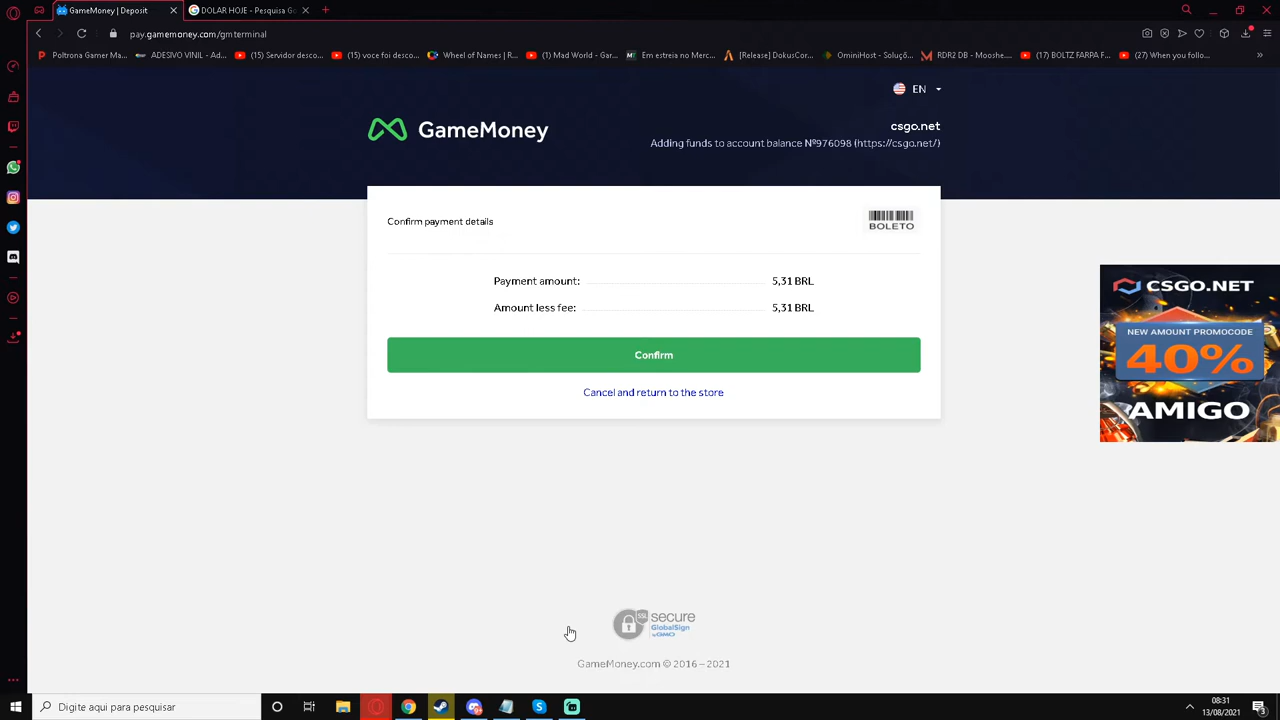 GameMoney | Deposit
DOLAR HOJE - Pesquisa Go
pay.gamemoney.com/gmterminal
Poltrona Gamer Ma...
ADESIVO VINIL - Ad...
(15) Servidor desco...
(15) voce foi desco...
Wheel of Names | R...
(1) Mad World - Gar...
Em estreia no Merc...
[Release] DokusCor...
OminiHost - Soluçõ...
RDR2 DB - Mooshe...
(17) BOLTZ FARPA F...
(27) When you follo...
EN
GameMoney
csgo.net
Adding funds to account balance №976098 (https://csgo.net/)
Confirm payment details
BOLETO
Payment amount: 5,31 BRL
Amount less fee: 5,31 BRL
Confirm
Cancel and return to the store
CSGO.NET
NEW AMOUNT PROMOCODE
40%
AMIGO
SSL
secure
GlobalSign
by GMO
GameMoney.com © 2016 – 2021
Digite aqui para pesquisar
08:31
13/08/2021